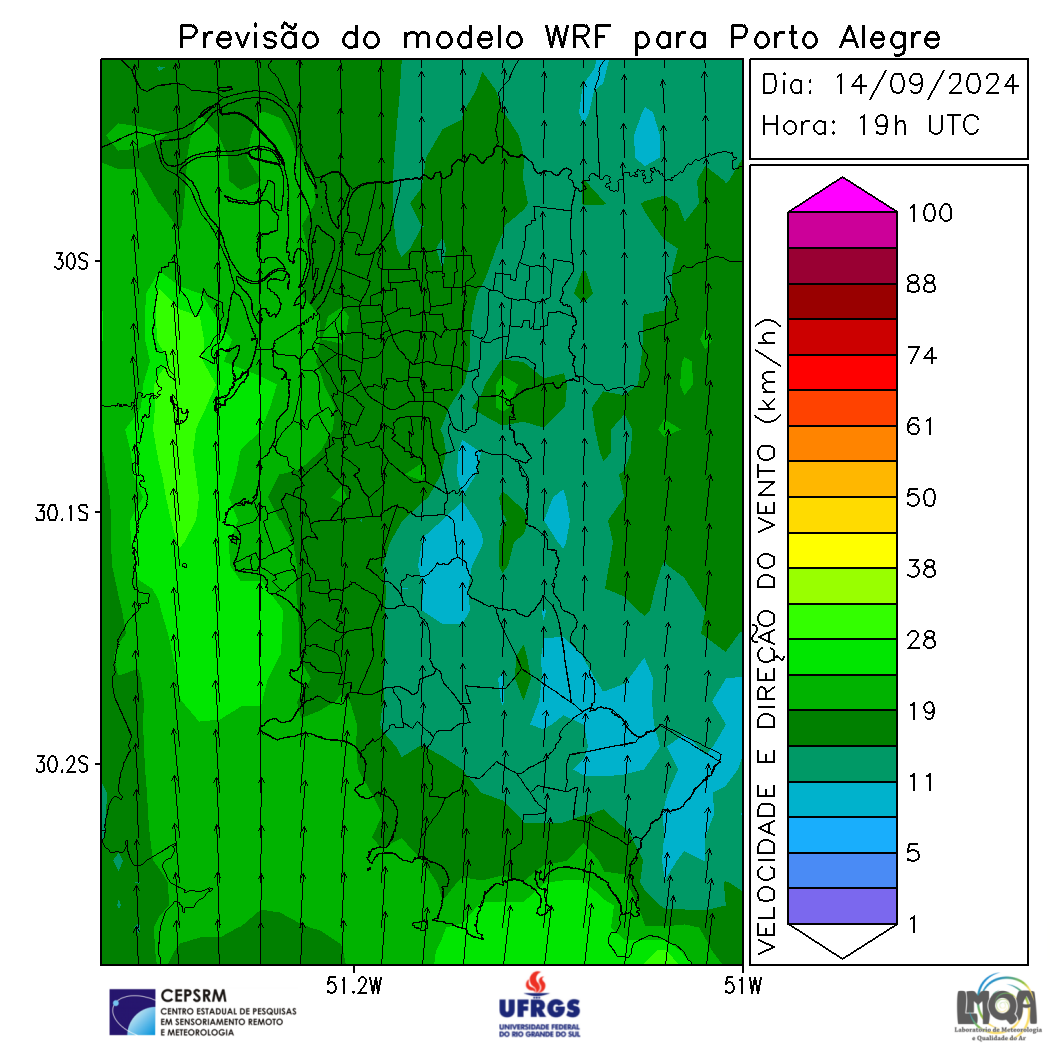 Previsão do modelo WRF para Porto Alegre
Dia: 14/09/2024
Hora: 19h UTC
30S
30.1S
30.2S
51.2W
51W
VELOCIDADE E DIREÇÃO DO VENTO (km/h)
100
88
74
61
50
38
28
19
11
5
1
CEPSRM
CENTRO ESTADUAL DE PESQUISAS
EM SENSORIAMENTO REMOTO
E METEOROLOGIA
UFRGS
UNIVERSIDADE FEDERAL
DO RIO GRANDE DO SUL
LMQA
Laboratório de Meteorologia
e Qualidade do Ar